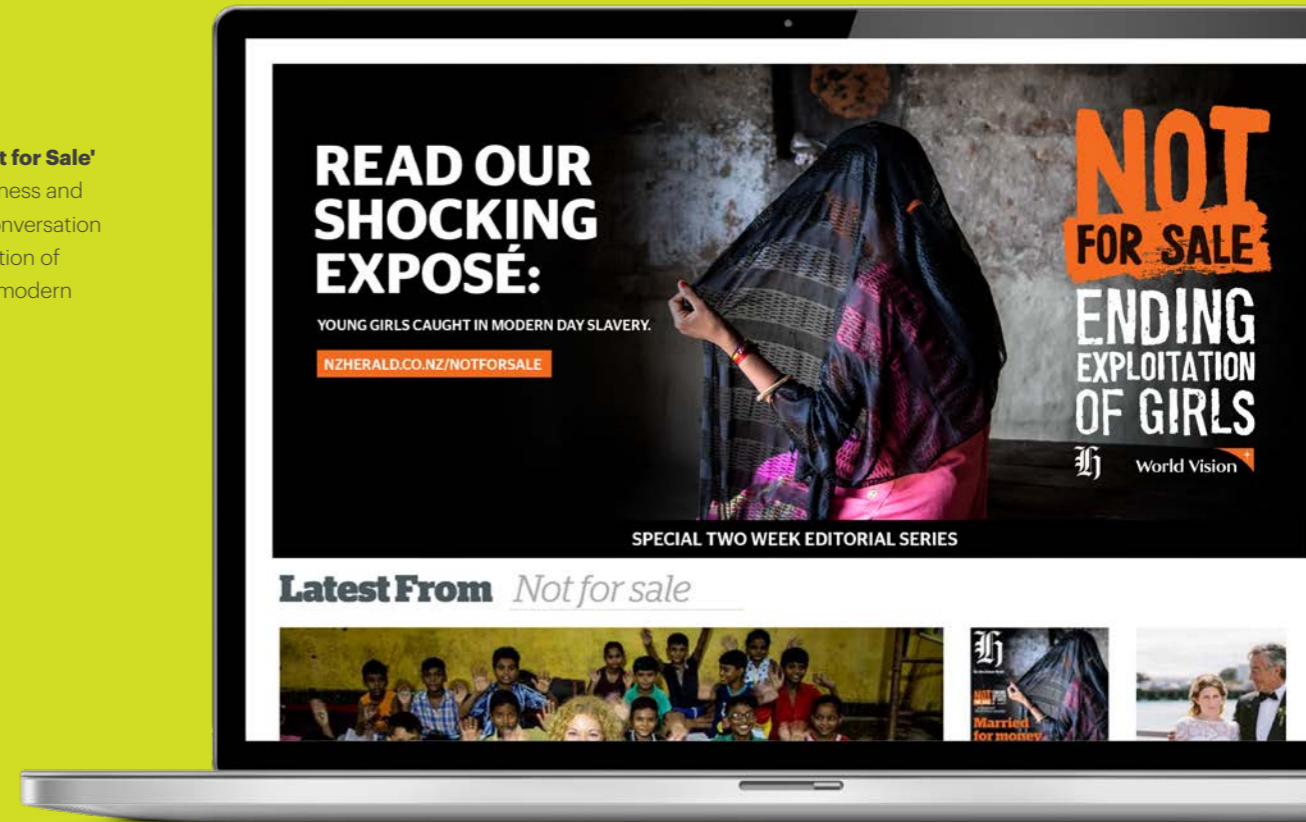 t for Sale'
ness and
nversation
tion of
modern
READ OUR
SHOCKING
EXPOSÉ:
YOUNG GIRLS CAUGHT IN MODERN DAY SLAVERY.
NZHERALD.CO.NZ/NOTFORSALE
NOT
FOR SALE
ENDING
EXPLOITATION
OF GIRLS
H World Vision
SPECIAL TWO WEEK EDITORIAL SERIES
Latest From Not for sale
H
NOT
Married
for money